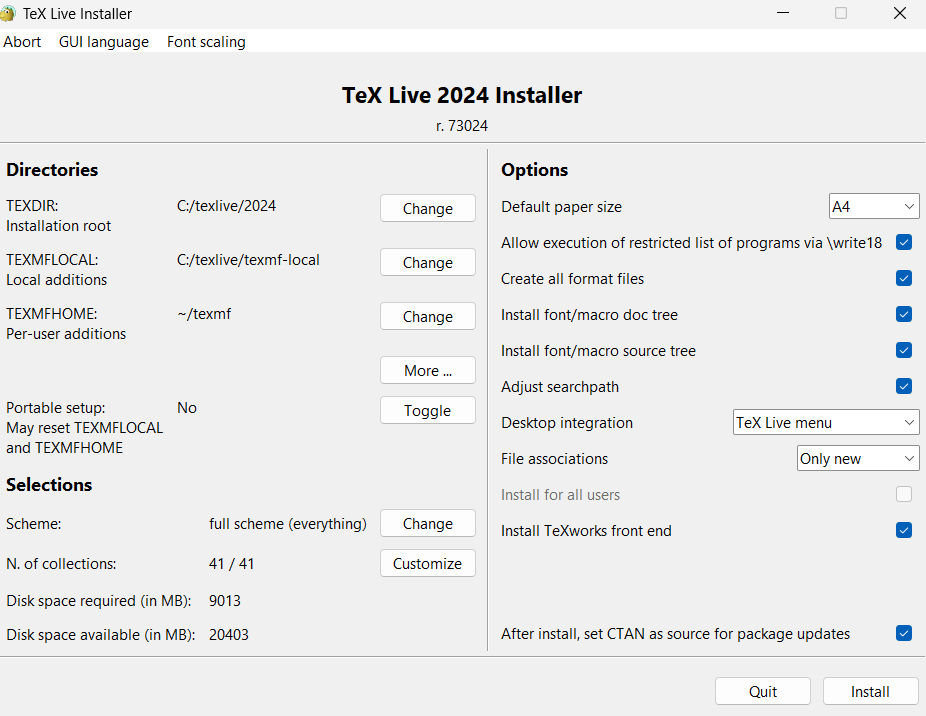 TeX Live Installer
Abort GUI language Font scaling
TeX Live 2024 Installer
r. 73024
Directories
TEXDIR: C:/texlive/2024 Change
Installation root
TEXMFLOCAL: C:/texlive/texmf-local Change
Local additions
TEXMFHOME: ~/texmf Change
Per-user additions
More ...
Portable setup: No Toggle
May reset TEXMFLOCAL
and TEXMFHOME
Selections
Scheme: full scheme (everything) Change
N. of collections: 41 / 41 Customize
Disk space required (in MB): 9013
Disk space available (in MB): 20403
Options
Default paper size A4
Allow execution of restricted list of programs via \write18
Create all format files
Install font/macro doc tree
Install font/macro source tree
Adjust searchpath
Desktop integration TeX Live menu
File associations Only new
Install for all users
Install TeXworks front end
After install, set CTAN as source for package updates
Quit Install